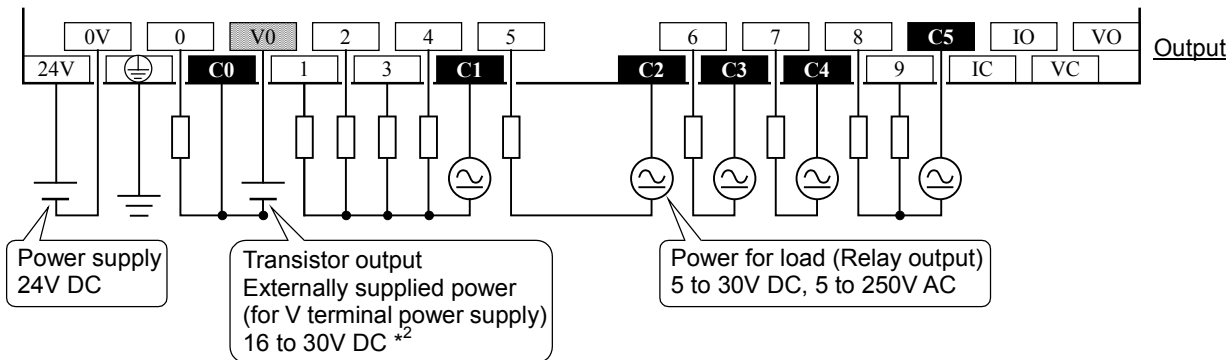 0V 0 V0 2 4 5 6 7 8 C5 IO VO
24V C0 1 3 C1 C2 C3 C4 9 IC VC
Output
Power supply
24V DC
Transistor output
Externally supplied power
(for V terminal power supply)
16 to 30V DC *2
Power for load (Relay output)
5 to 30V DC, 5 to 250V AC